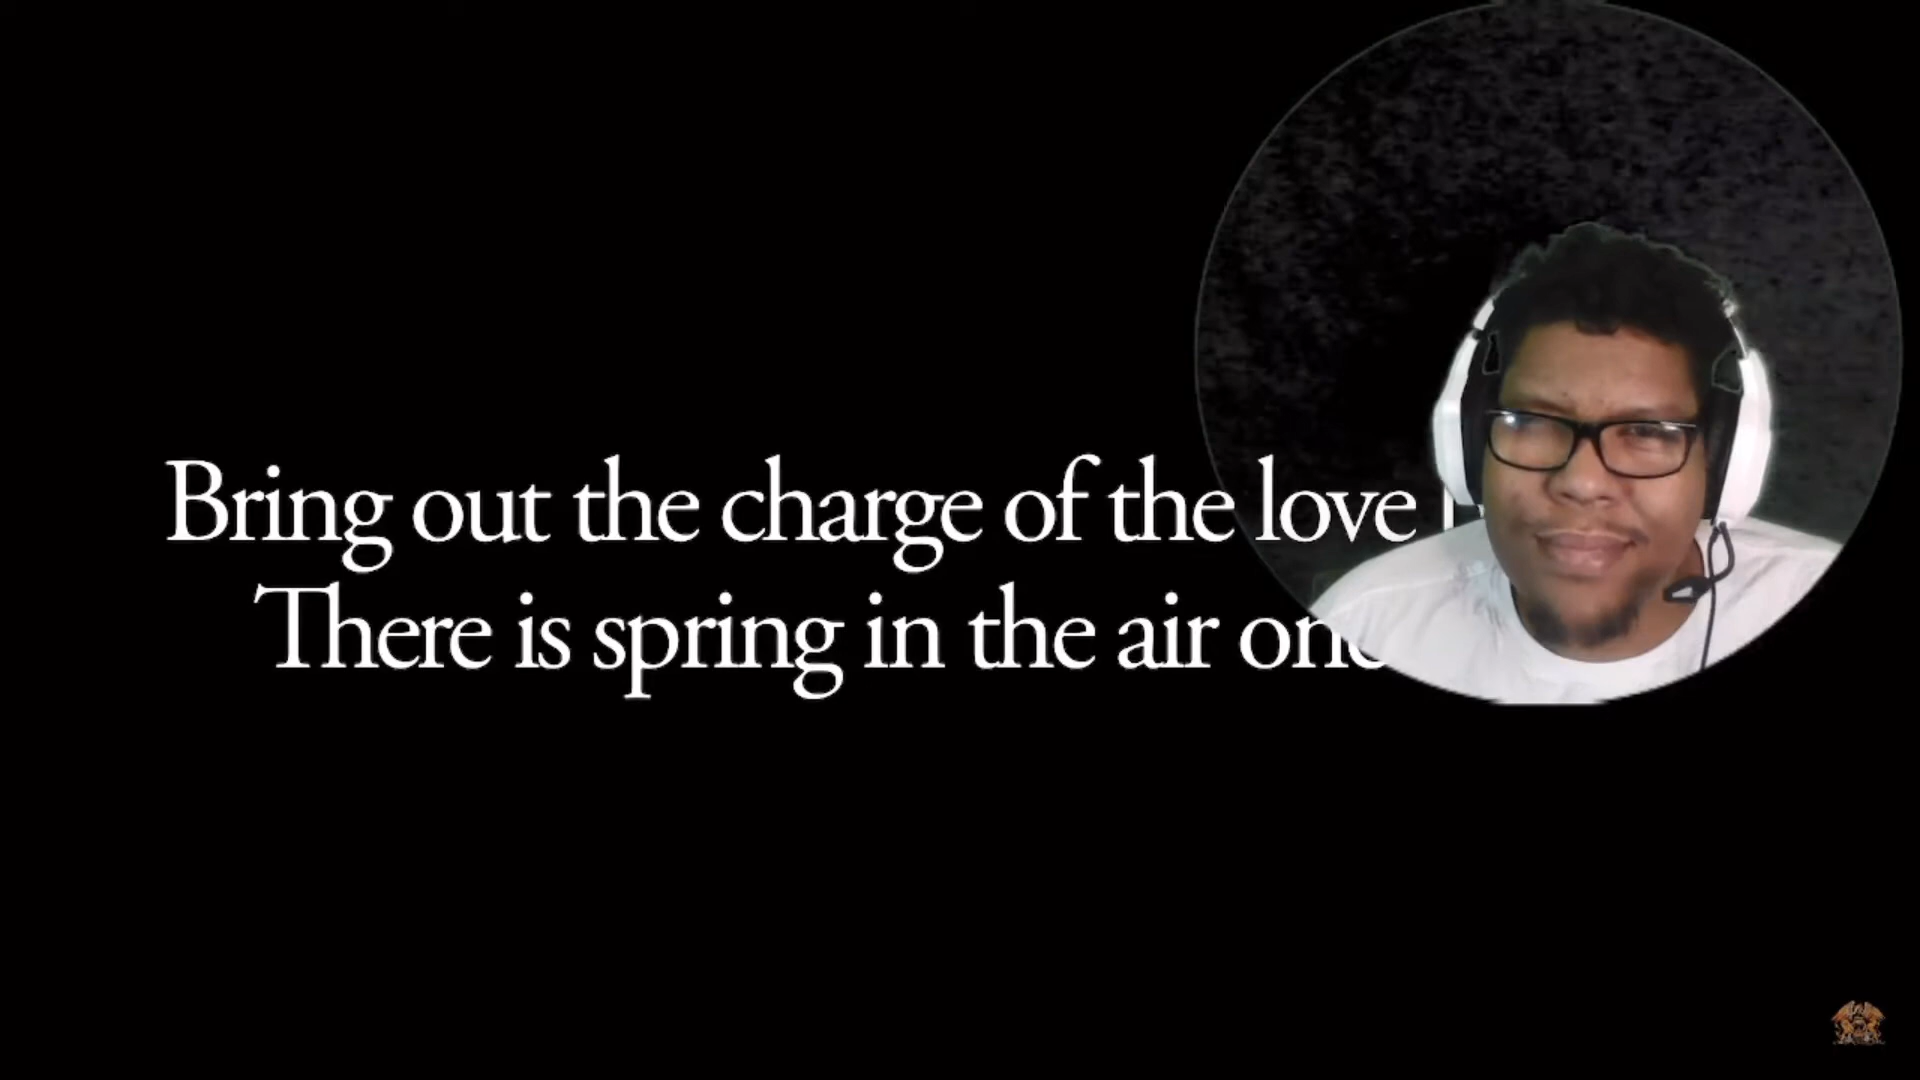 Bring out the charge of the love
There is spring in the air